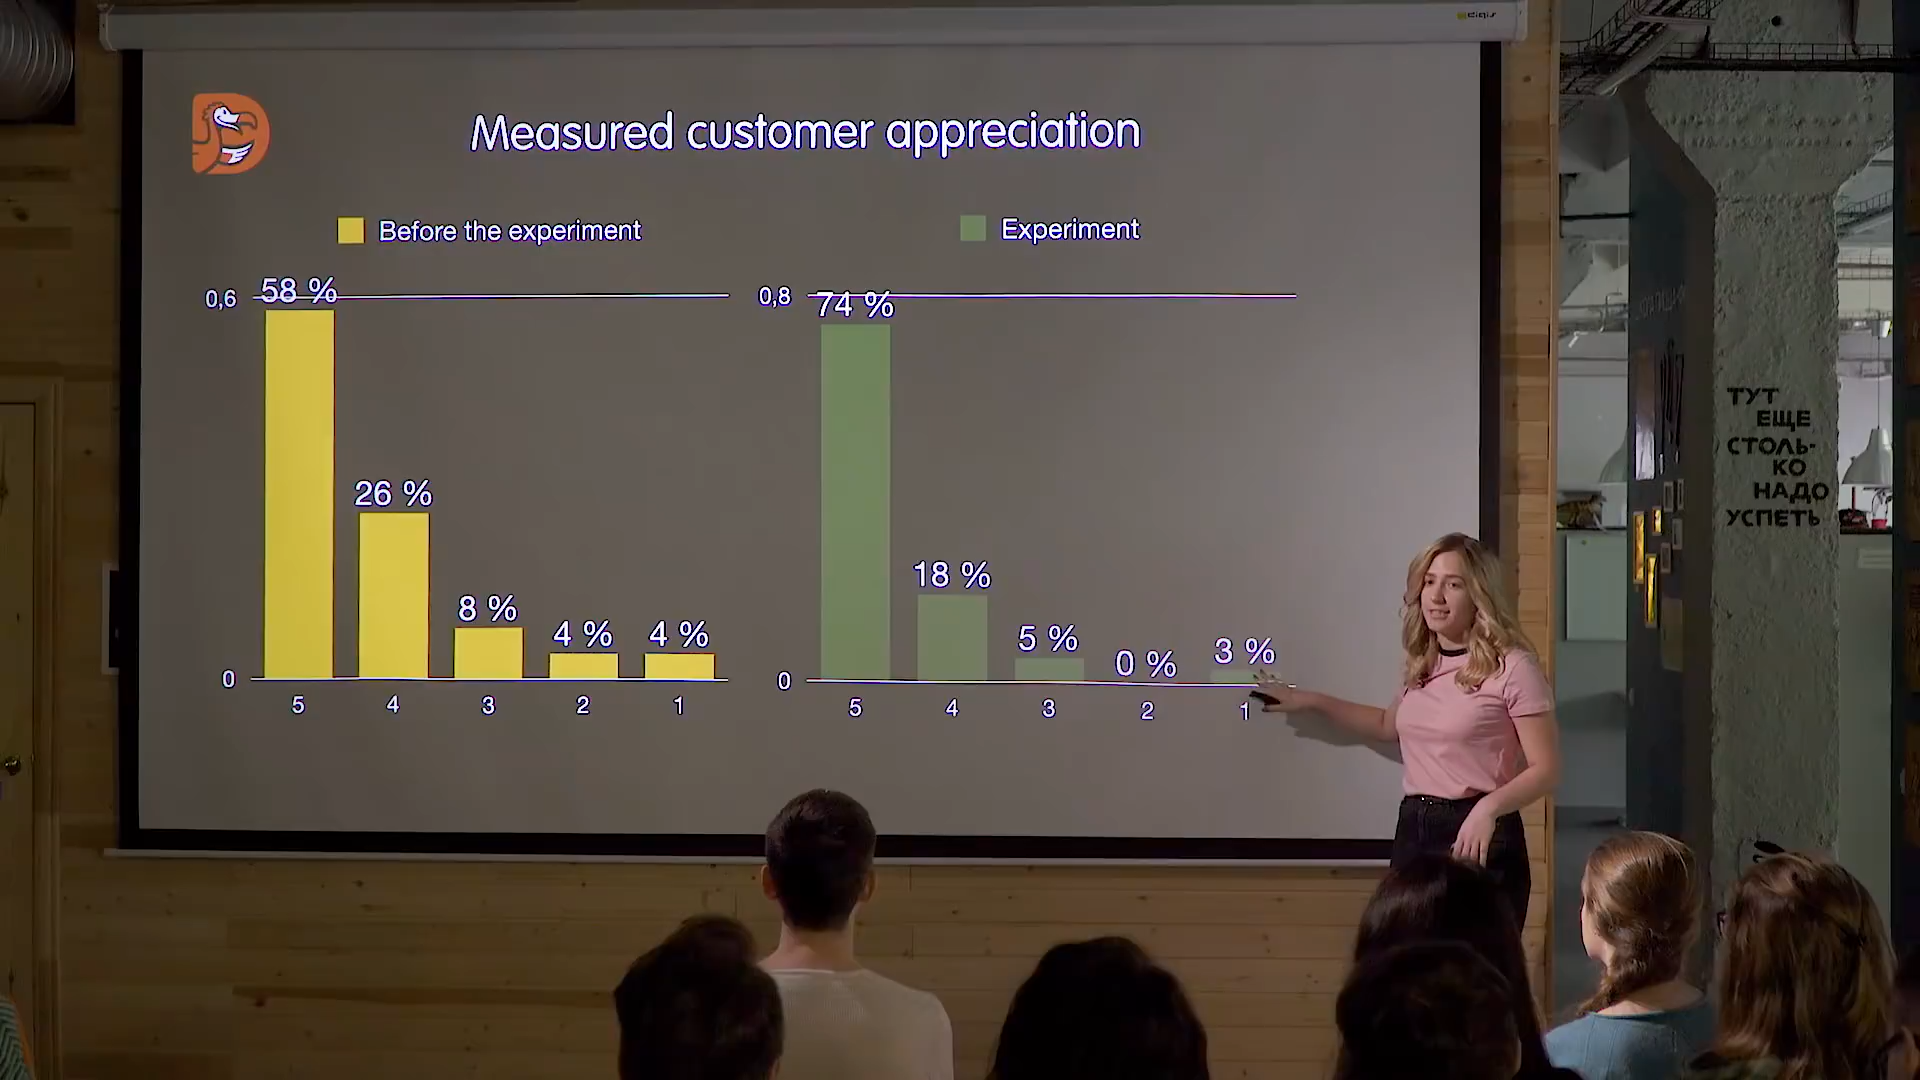 digis
Measured customer appreciation
Before the experiment
Experiment
0,6
58 %
26 %
8 %
4 %
4 %
0
5
4
3
2
1
0,8
74 %
18 %
5 %
0 %
3 %
0
5
4
3
2
1
ТУТ
ЕЩЕ
СТОЛЬ-
КО
НАДО
УСПЕТЬ